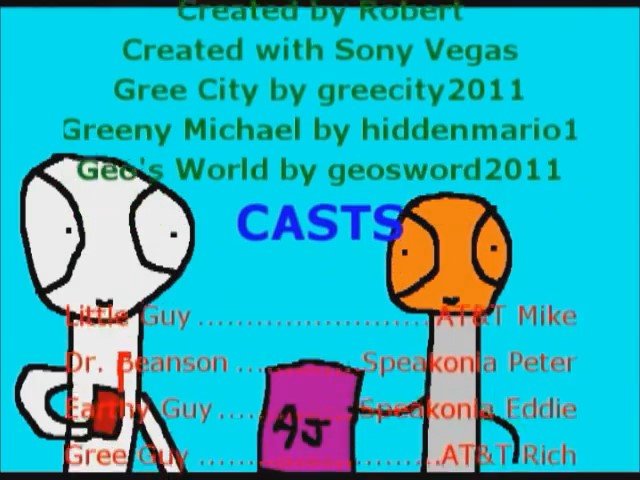 Created by Robert
Created with Sony Vegas
Gree City by greecity2011
Greeny Michael by hiddenmario1
Geo's World by geosword2011
CASTS
Little Guy ........................ AT&T Mike
Dr. Beanson .............Speakonia Peter
Earthy Guy ..............Speakonia Eddie
Gree Guy .........................AT&T Rich
AJ